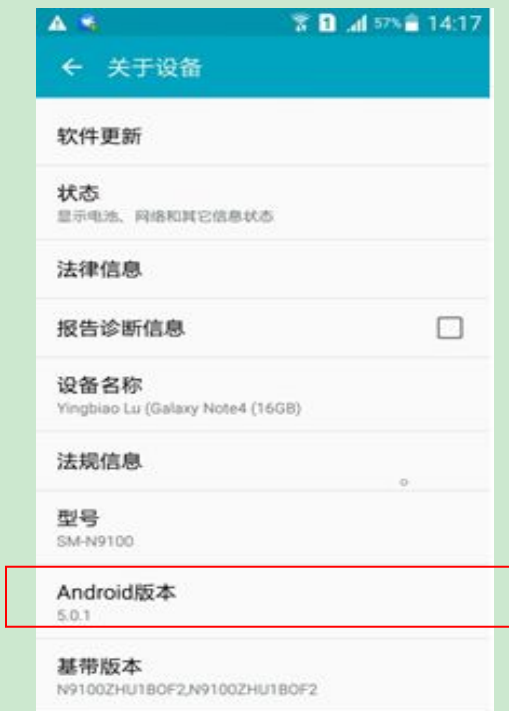 1 57% 14:17
← 关于设备
软件更新
状态
显示电池、网络和其它信息状态
法律信息
报告诊断信息
设备名称
Yingbiao Lu (Galaxy Note4 (16GB)
法规信息
型号
SM-N9100
Android版本
5.0.1
基带版本
N9100ZHU1BOF2,N9100ZHU1BOF2